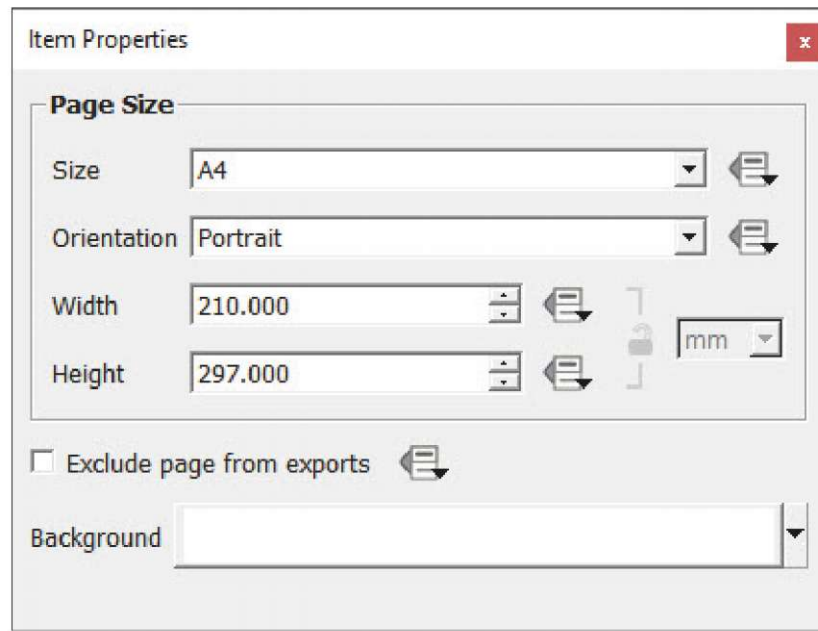 Item Properties
x
Page Size
Size A4
Orientation Portrait
Width 210.000
mm
Height 297.000
Exclude page from exports
Background